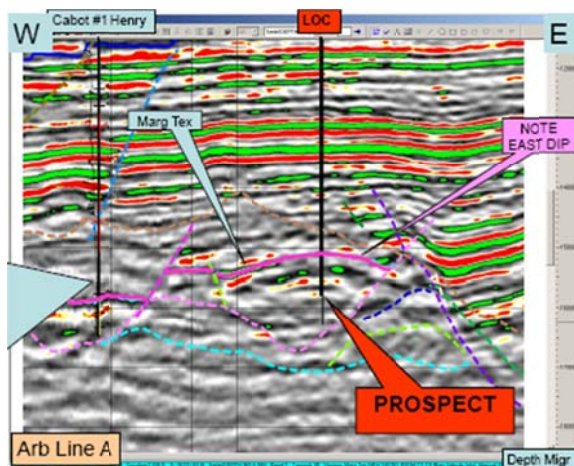 W
Cabot #1 Henry
LOC
E
Marg Tex
NOTE
EAST DIP
PROSPECT
Arb Line A
Depth Migr